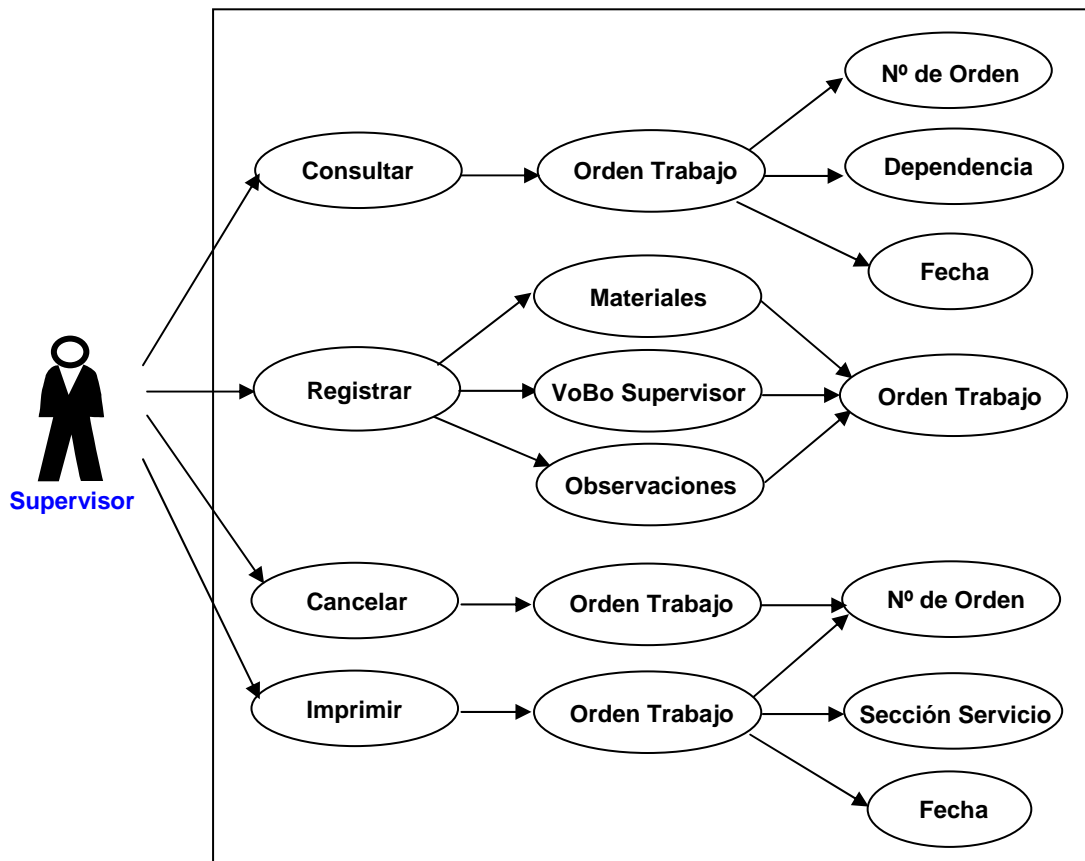 Nº de Orden
Consultar
Orden Trabajo
Dependencia
Fecha
Materiales
Registrar
VoBo Supervisor
Orden Trabajo
Observaciones
Supervisor
Cancelar
Orden Trabajo
Nº de Orden
Imprimir
Orden Trabajo
Sección Servicio
Fecha